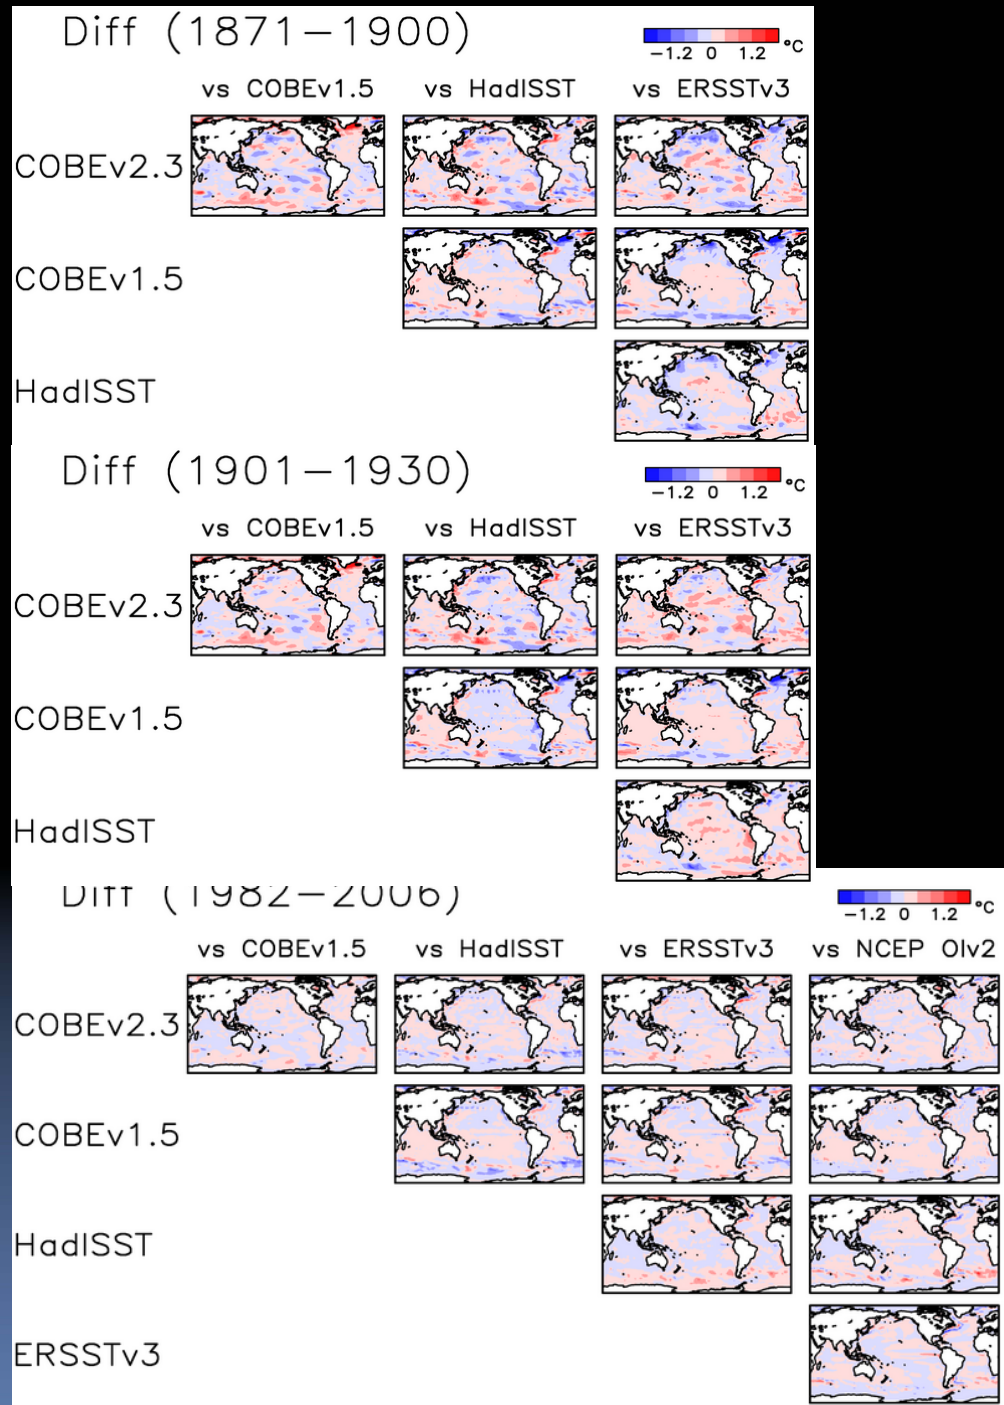 Diff (1871−1900)
−1.2 0 1.2 °C
vs COBEv1.5 vs HadISST vs ERSSTv3
COBEv2.3
COBEv1.5
HadISST
Diff (1901−1930)
−1.2 0 1.2 °C
vs COBEv1.5 vs HadISST vs ERSSTv3
COBEv2.3
COBEv1.5
HadISST
Diff (1982−2006)
−1.2 0 1.2 °C
vs COBEv1.5 vs HadISST vs ERSSTv3 vs NCEP OIv2
COBEv2.3
COBEv1.5
HadISST
ERSSTv3